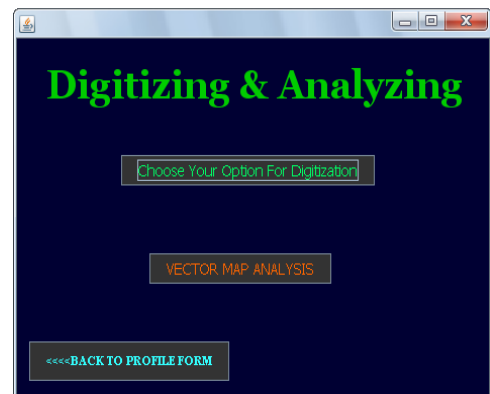 Digitizing & Analyzing
Choose Your Option For Digitization
VECTOR MAP ANALYSIS
<<<<BACK TO PROFILE FORM